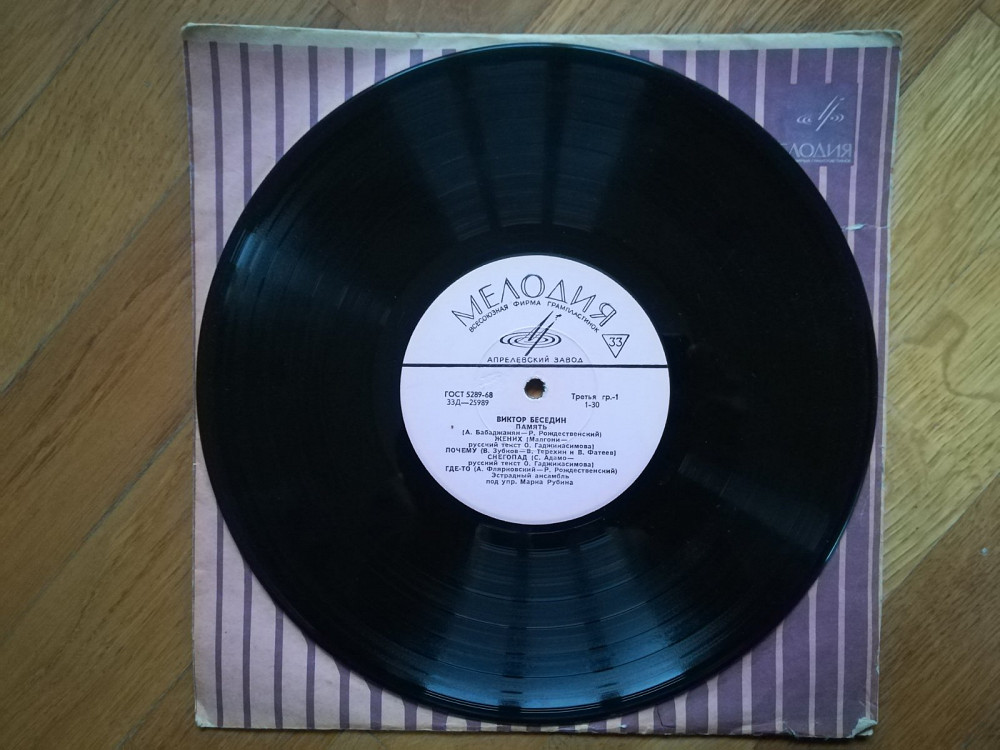 МЕЛОДИЯ
МЕЛОДИЯ
ВСЕСОЮЗНАЯ ФИРМА ГРАМПЛАСТИНОК
33
АПРЕЛЕВСКИЙ ЗАВОД
ГОСТ 5289-68
33Д—25989
Третья гр.-1
1-30
ВИКТОР БЕСЕДИН
ПАМЯТЬ
(А. Бабаджанян—Р. Рождественский)
ЖЕНИХ (Малгони—
русский текст О. Гаджикасимова)
ПОЧЕМУ (В. Зубков—В. Терехин и В. Фатеев)
СНЕГОПАД (С. Адамо—
русский текст О. Гаджикасимова)
ГДЕ-ТО (А. Флярковский—Р. Рождественский)
Эстрадный ансамбль
под упр. Марка Рубина